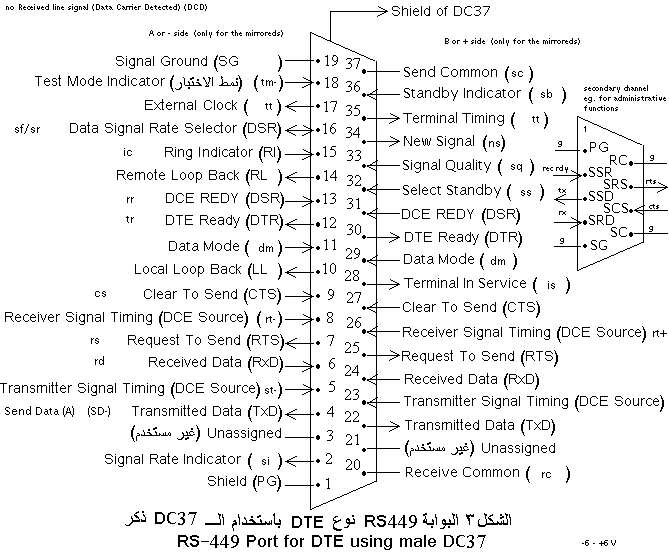 no Received line signal (Data Carrier Detected) (DCD)
Shield of DC37
A or - side (only for the mirroreds)
B or + side (only for the mirroreds)
Signal Ground (SG ) 19
Test Mode Indicator (نمط الاختبار) (tm- 18
External Clock ( tt ) 17
sf/sr Data Signal Rate Selector (DSR) 16
ic Ring Indicator (RI) 15
Remote Loop Back (RL) 14
rr DCE REDY (DSR) 13
tr DTE Ready (DTR) 12
Data Mode ( dm ) 11
Local Loop Back (LL ) 10
cs Clear To Send (CTS) 9
Receiver Signal Timing (DCE Source) (rt-) 8
rs Request To Send (RTS) 7
rd Received Data (RxD) 6
Transmitter Signal Timing (DCE Source) st- 5
Send Data (A) (SD-) Transmitted Data (TxD) 4
(غير مستخدم) Unassigned 3
Signal Rate Indicator ( si ) 2
Shield (PG) 1
37 Send Common (sc )
36 Standby Indicator ( sb )
35 Terminal Timing ( tt )
34 New Signal (ns)
33 Signal Quality ( sq )
32 Select Standby ( ss )
31 DCE REDY (DSR)
30 DTE Ready (DTR)
29 Data Mode ( dm )
28 Terminal In Service ( is )
27 Clear To Send (CTS)
26 Receiver Signal Timing (DCE Source) rt+
25 Request To Send (RTS)
24 Received Data (RxD)
23 Transmitter Signal Timing (DCE Source)
22 Transmitted Data (TxD)
21 (غير مستخدم) Unassigned
20 Receive Common ( rc )
secondary channel
eg. for administrative
functions
1
g PG
RC g
rec rdy SSR
SRS rts
tx SSD
SCS cts
rx SRD
SC g
g SG
الشكل ٣ البوابة RS449 نوع DTE باستخدام الـ DC37 ذكر
RS-449 Port for DTE using male DC37
-6 - +6 V